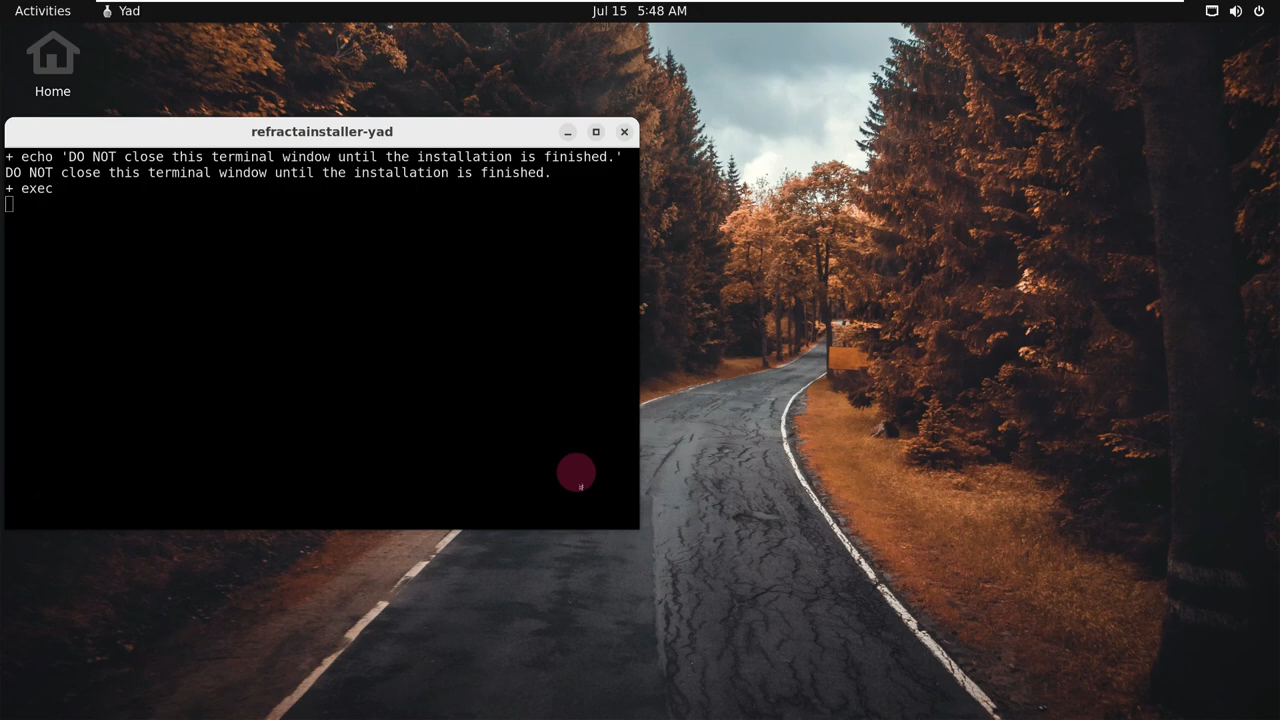 Activities
Yad
Jul 15 5:48 AM
Home
refractainstaller-yad
+ echo 'DO NOT close this terminal window until the installation is finished.'
DO NOT close this terminal window until the installation is finished.
+ exec